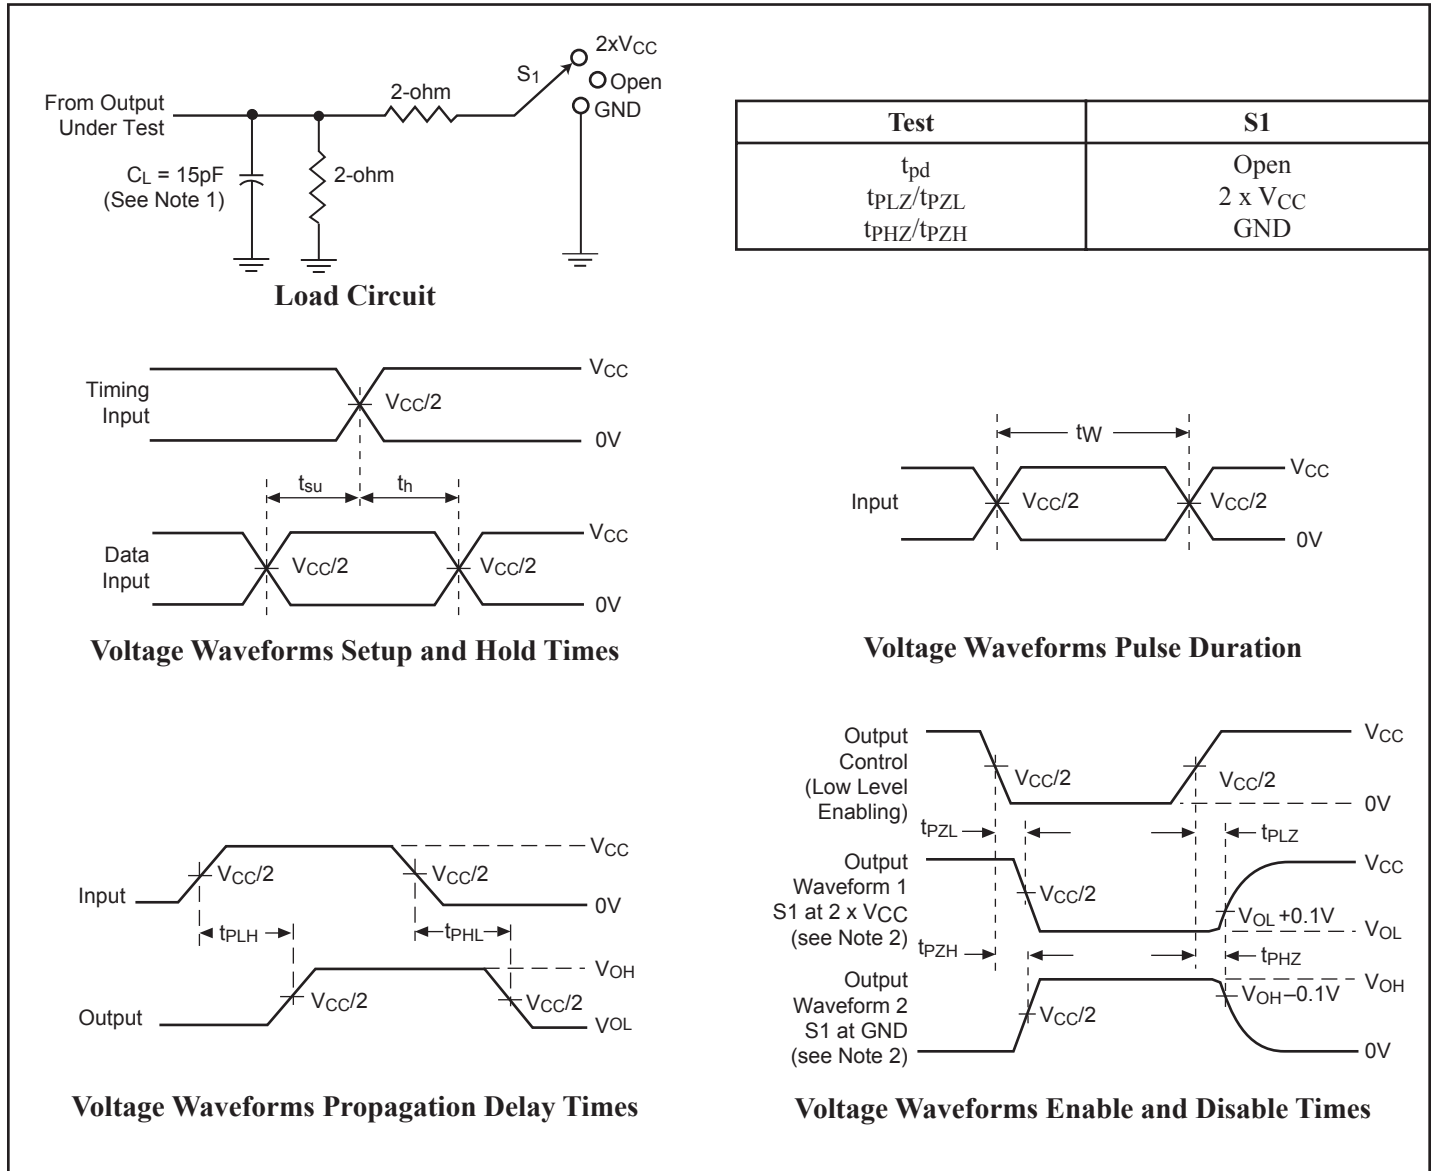 2xVCC
S1
Open
2-ohm
GND
From Output
Under Test
CL = 15pF
(See Note 1)
2-ohm
Load Circuit
Test S1
tpd Open
tPLZ/tPZL 2 x VCC
tPHZ/tPZH GND
Timing
Input
VCC
VCC/2
0V
tsu th
Data
Input
VCC
VCC/2 VCC/2
0V
Voltage Waveforms Setup and Hold Times
tW
Input
VCC
VCC/2 VCC/2
0V
Voltage Waveforms Pulse Duration
Input
VCC
VCC/2 VCC/2
0V
tPLH tPHL
Output
VOH
VCC/2 VCC/2
VOL
Voltage Waveforms Propagation Delay Times
Output
Control
(Low Level
Enabling)
VCC
VCC/2 VCC/2
0V
tPZL tPLZ
Output
Waveform 1
S1 at 2 x VCC
(see Note 2)
VCC
VCC/2
VOL +0.1V
VOL
tPZH tPHZ
Output
Waveform 2
S1 at GND
(see Note 2)
VOH
VOH–0.1V
VCC/2
0V
Voltage Waveforms Enable and Disable Times